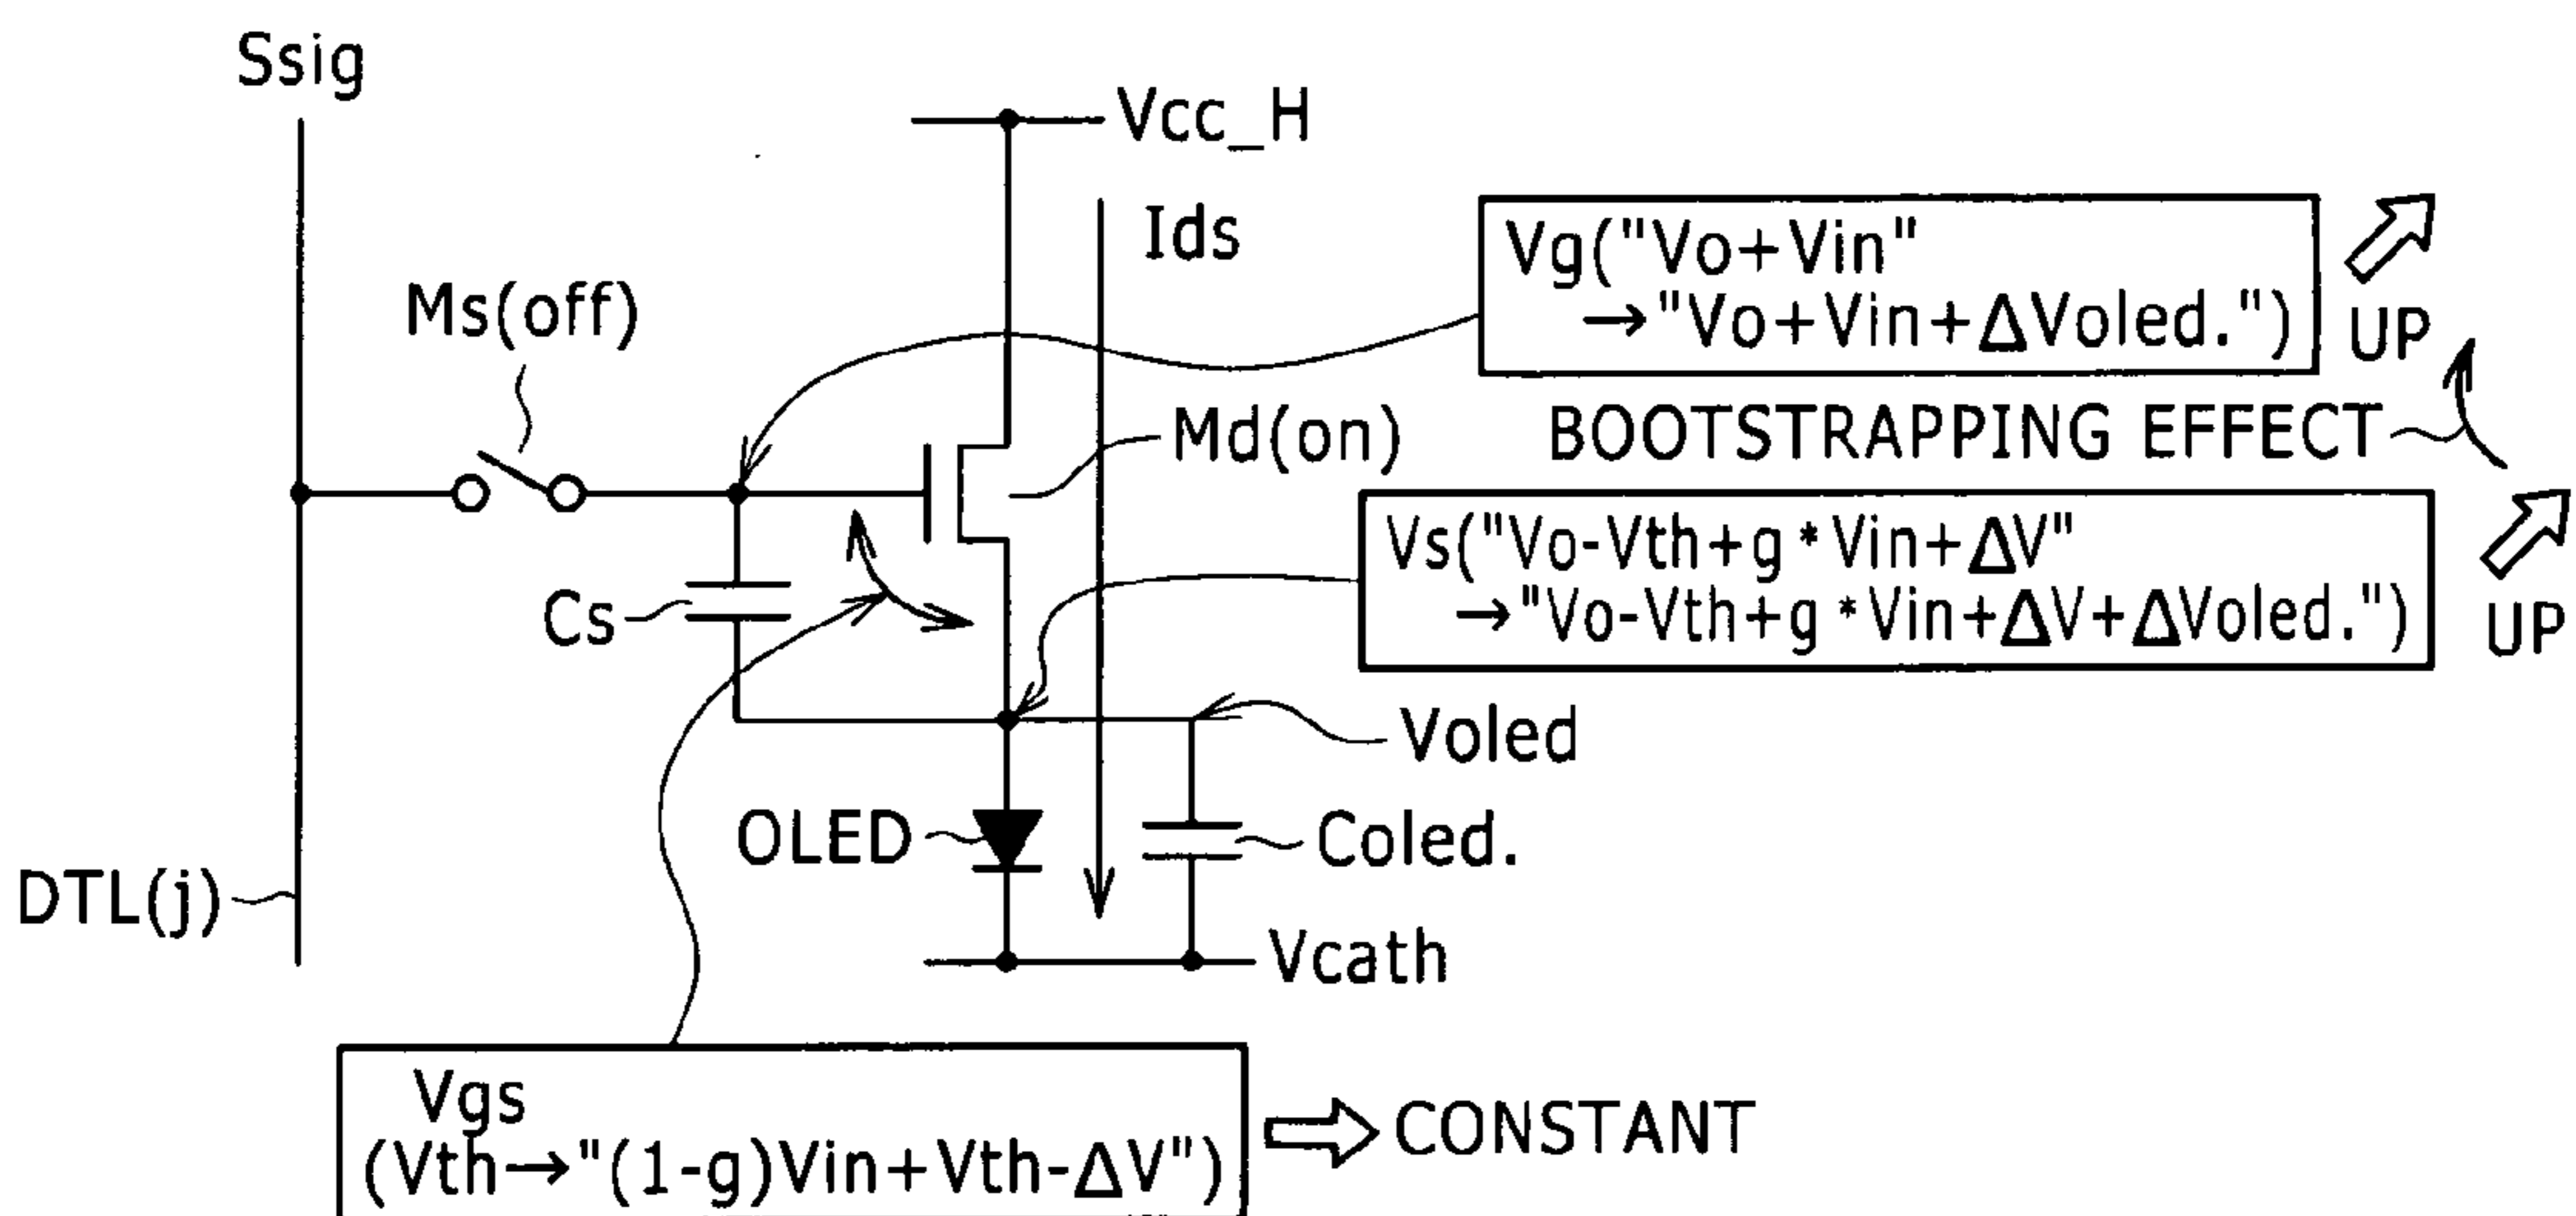 Ssig
Vcc_H
Ids
Vg("Vo+Vin"
→"Vo+Vin+ΔVoled.")
UP
Ms(off)
Md(on)
BOOTSTRAPPING EFFECT
Vs("Vo-Vth+g*Vin+ΔV"
→"Vo-Vth+g*Vin+ΔV+ΔVoled.")
UP
Cs
Voled
OLED
Coled.
DTL(j)
Vcath
Vgs
(Vth→"(1-g)Vin+Vth-ΔV")
CONSTANT